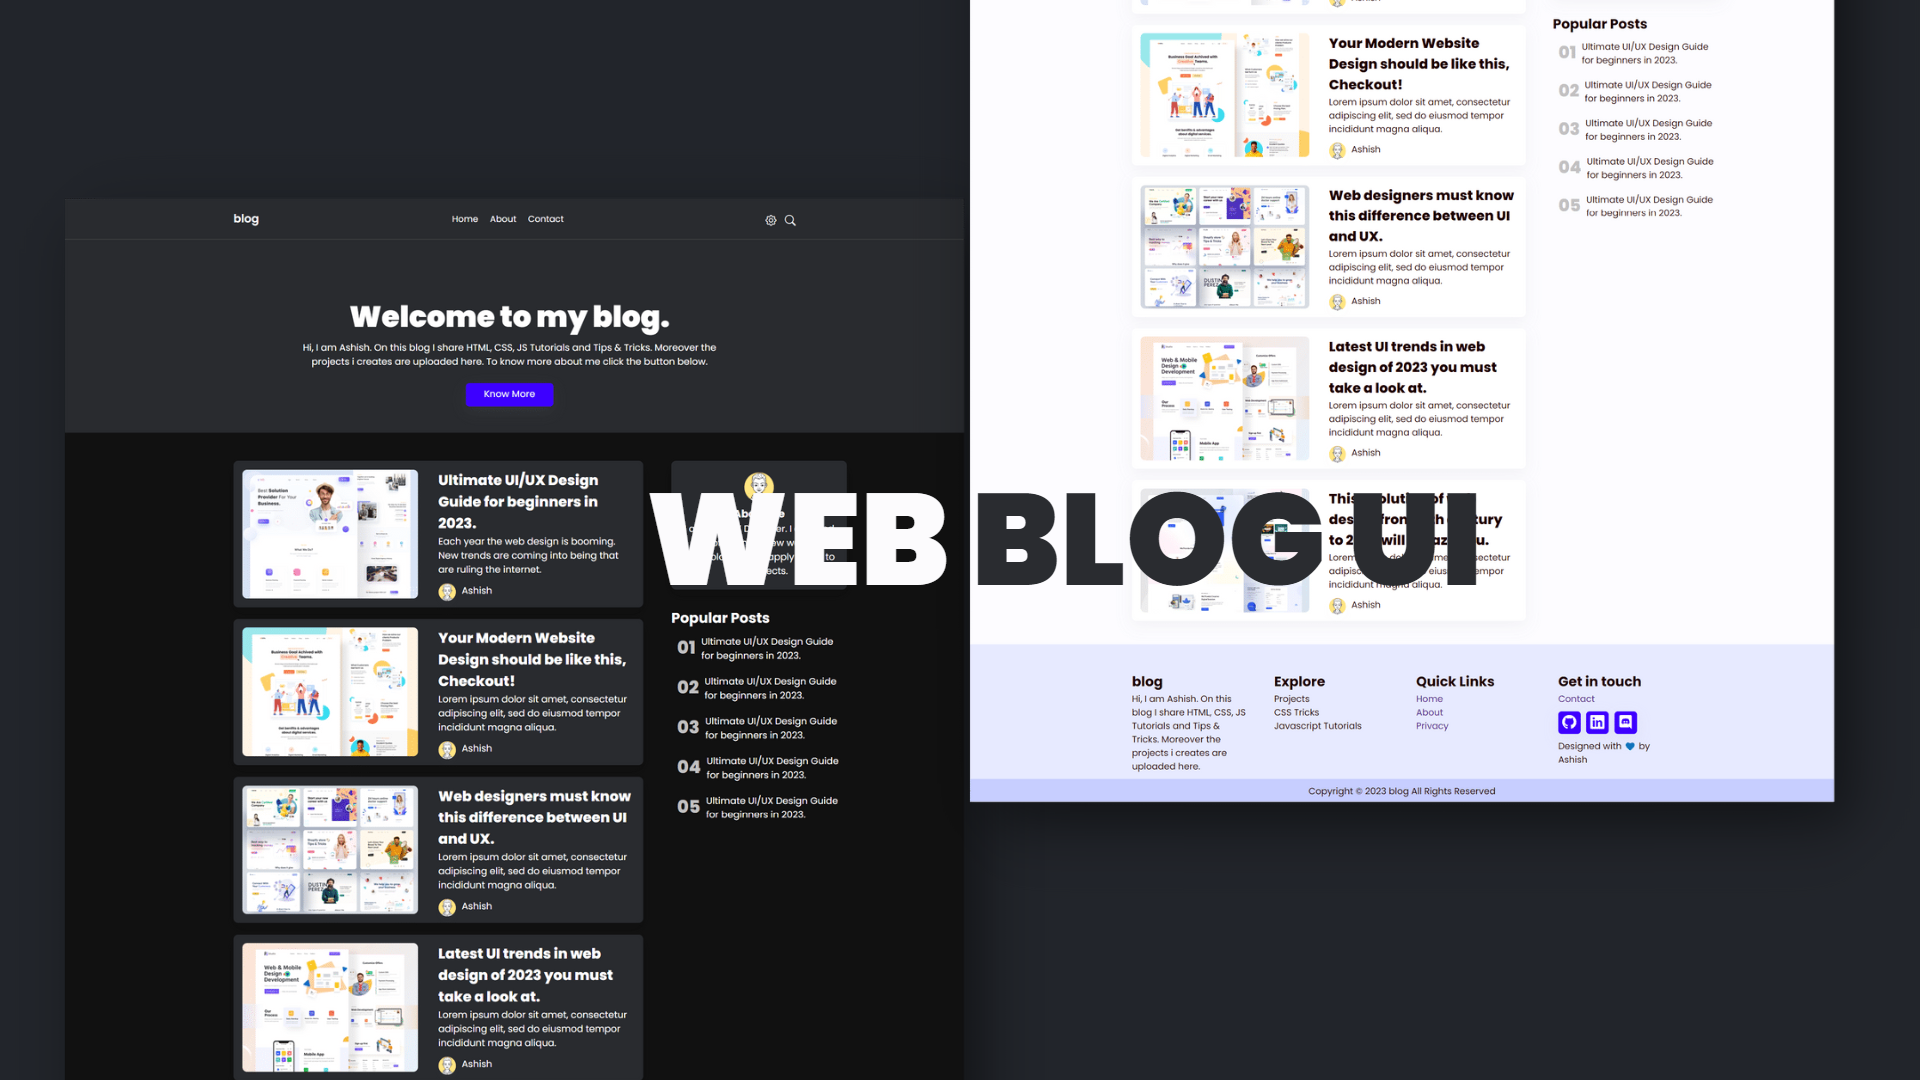 blog
Home About Contact
Welcome to my blog.
Hi, I am Ashish. On this blog I share HTML, CSS, JS Tutorials and Tips & Tricks. Moreover the
projects i creates are uploaded here. To know more about me click the button below.
Know More
Ultimate UI/UX Design
Guide for beginners in
2023.
Each year the web design is booming.
New trends are coming into being that
are ruling the internet.
Ashish
Your Modern Website
Design should be like this,
Checkout!
Lorem ipsum dolor sit amet, consectetur
adipiscing elit, sed do eiusmod tempor
incididunt magna aliqua.
Ashish
Web designers must know
this difference between UI
and UX.
Lorem ipsum dolor sit amet, consectetur
adipiscing elit, sed do eiusmod tempor
incididunt magna aliqua.
Ashish
Latest UI trends in web
design of 2023 you must
take a look at.
Lorem ipsum dolor sit amet, consectetur
adipiscing elit, sed do eiusmod tempor
incididunt magna aliqua.
Ashish
Popular Posts
01 Ultimate UI/UX Design Guide
for beginners in 2023.
02 Ultimate UI/UX Design Guide
for beginners in 2023.
03 Ultimate UI/UX Design Guide
for beginners in 2023.
04 Ultimate UI/UX Design Guide
for beginners in 2023.
05 Ultimate UI/UX Design Guide
for beginners in 2023.
WEB BLOG UI
Your Modern Website
Design should be like this,
Checkout!
Lorem ipsum dolor sit amet, consectetur
adipiscing elit, sed do eiusmod tempor
incididunt magna aliqua.
Ashish
Web designers must know
this difference between UI
and UX.
Lorem ipsum dolor sit amet, consectetur
adipiscing elit, sed do eiusmod tempor
incididunt magna aliqua.
Ashish
Latest UI trends in web
design of 2023 you must
take a look at.
Lorem ipsum dolor sit amet, consectetur
adipiscing elit, sed do eiusmod tempor
incididunt magna aliqua.
Ashish
incididunt magna aliqua.
Ashish
Popular Posts
01 Ultimate UI/UX Design Guide
for beginners in 2023.
02 Ultimate UI/UX Design Guide
for beginners in 2023.
03 Ultimate UI/UX Design Guide
for beginners in 2023.
04 Ultimate UI/UX Design Guide
for beginners in 2023.
05 Ultimate UI/UX Design Guide
for beginners in 2023.
blog
Hi, I am Ashish. On this
blog I share HTML, CSS, JS
Tutorials and Tips &
Tricks. Moreover the
projects i creates are
uploaded here.
Explore
Projects
CSS Tricks
Javascript Tutorials
Quick Links
Home
About
Privacy
Get in touch
Contact
Designed with 💙 by
Ashish
Copyright © 2023 blog All Rights Reserved